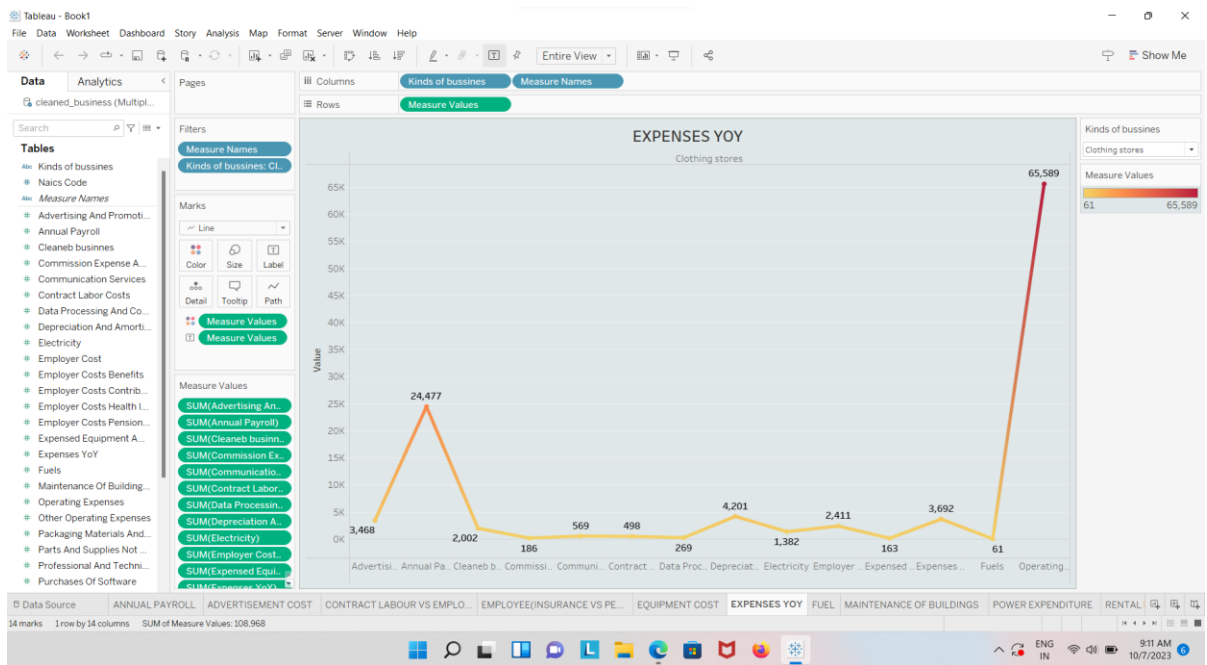 Tableau - Book1
File Data Worksheet Dashboard Story Analysis Map Format Server Window Help
Entire View
Show Me
Data Analytics
cleaned_business (Multipl...
Search
Tables
Abc Kinds of bussines
# Naics Code
Abc Measure Names
# Advertising And Promoti...
# Annual Payroll
# Cleaneb businnes
# Commission Expense A...
# Communication Services
# Contract Labor Costs
# Data Processing And Co...
# Depreciation And Amorti...
# Electricity
# Employer Cost
# Employer Costs Benefits
# Employer Costs Contrib...
# Employer Costs Health I...
# Employer Costs Pension...
# Expensed Equipment A...
# Expenses YoY
# Fuels
# Maintenance Of Building...
# Operating Expenses
# Other Operating Expenses
# Packaging Materials And...
# Parts And Supplies Not ...
# Professional And Techni...
# Purchases Of Software
Pages
Filters
Measure Names
Kinds of bussines: Cl..
Marks
Line
Color Size Label
Detail Tooltip Path
Measure Values
Measure Values
Measure Values
SUM(Advertising An..
SUM(Annual Payroll)
SUM(Cleaneb businn..
SUM(Commission Ex..
SUM(Communicatio..
SUM(Contract Labor..
SUM(Data Processin..
SUM(Depreciation A..
SUM(Electricity)
SUM(Employer Cost..
SUM(Expensed Equi..
SUM(Expenses YoY)
Columns Kinds of bussines Measure Names
Rows Measure Values
EXPENSES YOY
Clothing stores
65K
60K
55K
50K
45K
40K
35K
30K
25K
20K
15K
10K
5K
0K
Value
3,468
24,477
2,002
186
569
498
269
4,201
1,382
2,411
163
3,692
61
65,589
Advertisi.. Annual Pa.. Cleaneb b.. Commissi.. Communi.. Contract .. Data Proc.. Depreciat.. Electricity Employer .. Expensed .. Expenses .. Fuels Operating..
Kinds of bussines
Clothing stores
Measure Values
61 65,589
Data Source ANNUAL PAYROLL ADVERTISEMENT COST CONTRACT LABOUR VS EMPLO... EMPLOYEE(INSURANCE VS PE... EQUIPMENT COST EXPENSES YOY FUEL MAINTENANCE OF BUILDINGS POWER EXPENDITURE RENTAL
14 marks 1 row by 14 columns SUM of Measure Values: 108,968
L
ENG
IN
9:11 AM
10/7/2023
6